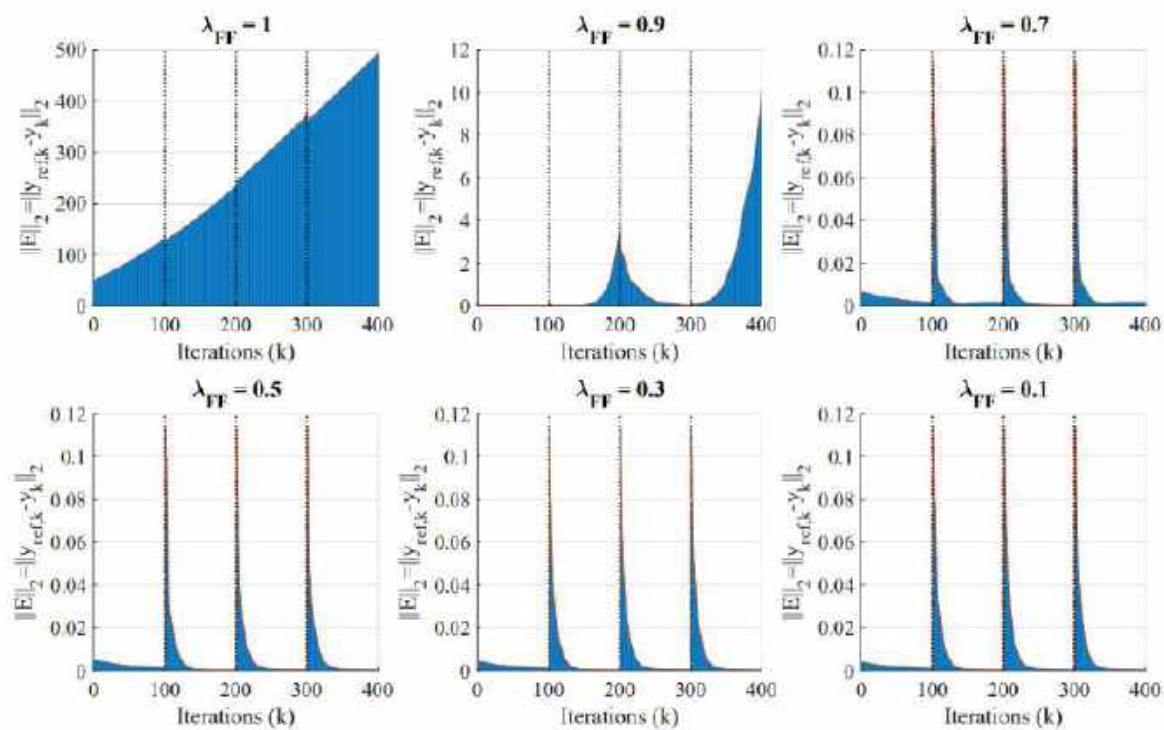 λFF = 1
500
400
300
200
100
0
||E||2 =||yref,k-yk||2
0 100 200 300 400
Iterations (k)
λFF = 0.9
12
10
8
6
4
2
0
||E||2 =||yref,k-yk||2
0 100 200 300 400
Iterations (k)
λFF = 0.7
0.12
0.1
0.08
0.06
0.04
0.02
0
||E||2 =||yref,k-yk||2
0 100 200 300 400
Iterations (k)
λFF = 0.5
0.12
0.1
0.08
0.06
0.04
0.02
0
||E||2 =||yref,k-yk||2
0 100 200 300 400
Iterations (k)
λFF = 0.3
0.12
0.1
0.08
0.06
0.04
0.02
0
||E||2 =||yref,k-yk||2
0 100 200 300 400
Iterations (k)
λFF = 0.1
0.12
0.1
0.08
0.06
0.04
0.02
0
||E||2 =||yref,k-yk||2
0 100 200 300 400
Iterations (k)